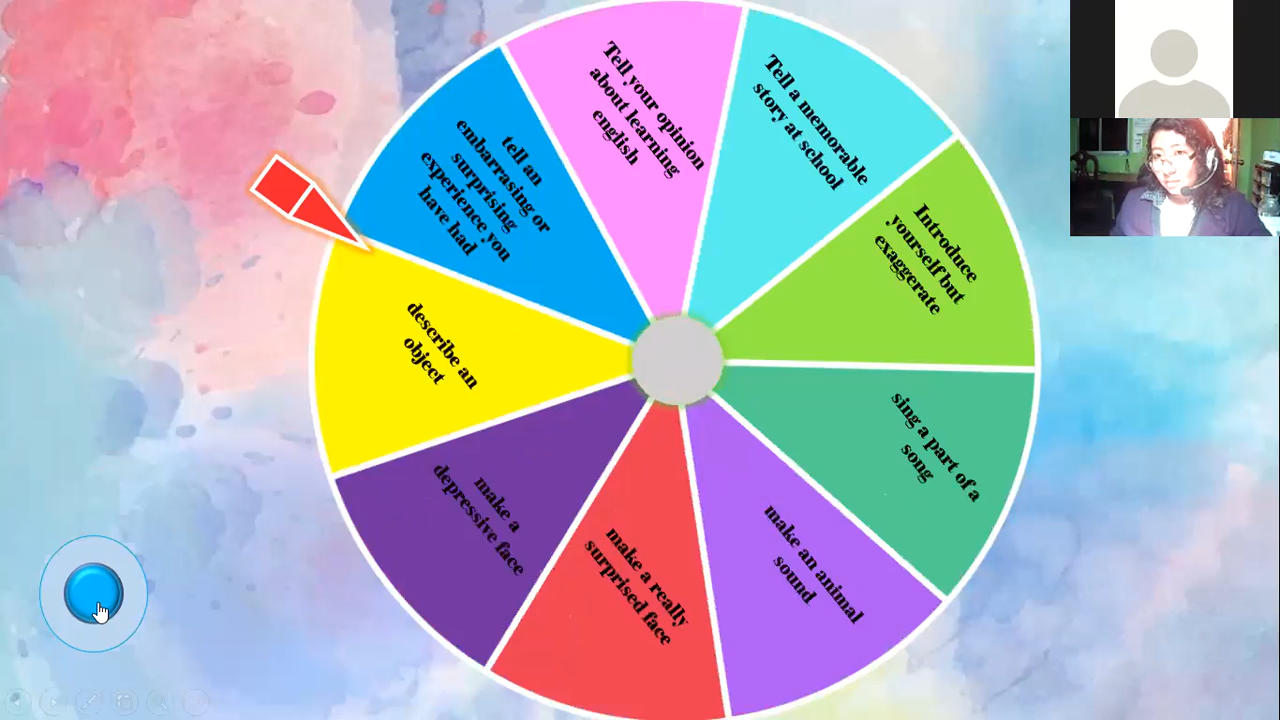 Tell your opinion
about learning
english
Tell a memorable
story at school
Introduce
yourself but
exaggerate
sing a part of a
song
make an animal
sound
make a really
surprised face
make a
depressive face
describe an
object
tell an
embarrasing or
surprising
experience you
have had